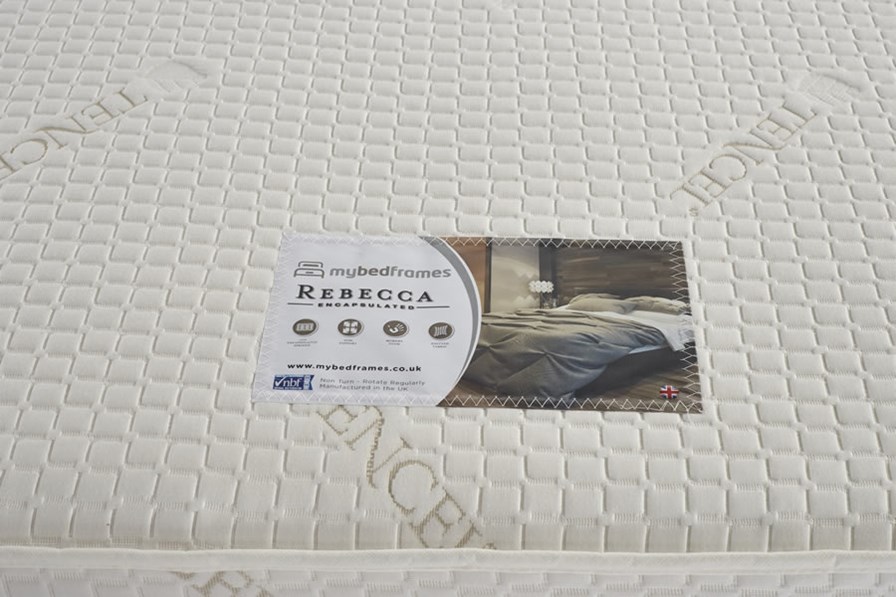 TENCEL
TENCEL
mybedframes
REBECCA
ENCAPSULATED
www.mybedframes.co.uk
nbf
Non Turn - Rotate Regularly
Manufactured in the UK
TENCEL